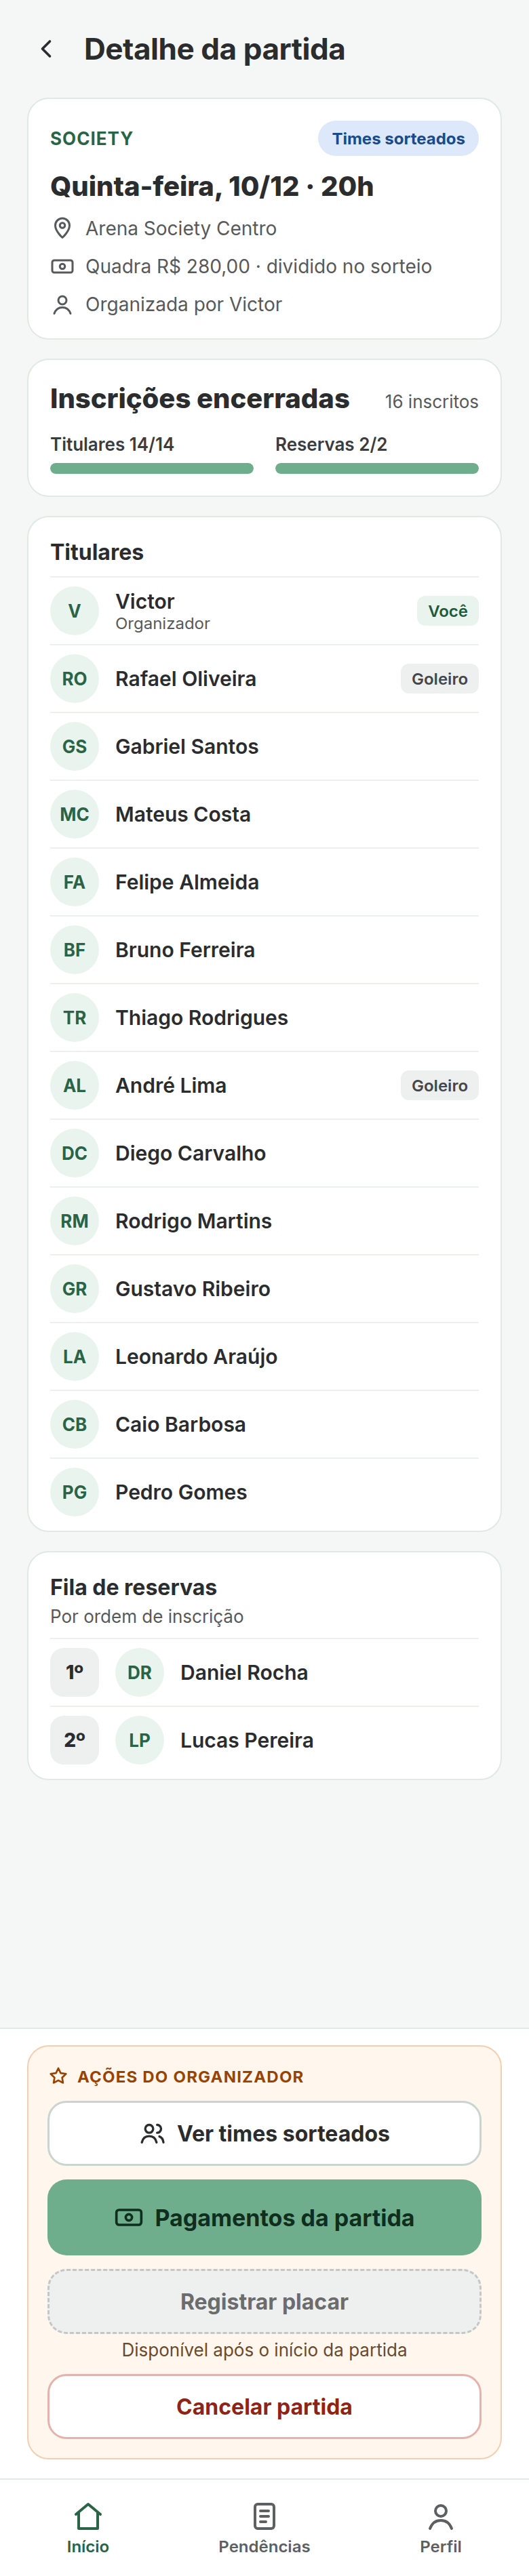 Detalhe da partida
SOCIETY
Times sorteados
Quinta-feira, 10/12 · 20h
Arena Society Centro
Quadra R$ 280,00 · dividido no sorteio
Organizada por Victor
Inscrições encerradas
16 inscritos
Titulares 14/14
Reservas 2/2
Titulares
V
Victor
Organizador
Você
RO
Rafael Oliveira
Goleiro
GS
Gabriel Santos
MC
Mateus Costa
FA
Felipe Almeida
BF
Bruno Ferreira
TR
Thiago Rodrigues
AL
André Lima
Goleiro
DC
Diego Carvalho
RM
Rodrigo Martins
GR
Gustavo Ribeiro
LA
Leonardo Araújo
CB
Caio Barbosa
PG
Pedro Gomes
Fila de reservas
Por ordem de inscrição
1º
DR
Daniel Rocha
2º
LP
Lucas Pereira
AÇÕES DO ORGANIZADOR
Ver times sorteados
Pagamentos da partida
Registrar placar
Disponível após o início da partida
Cancelar partida
Início
Pendências
Perfil